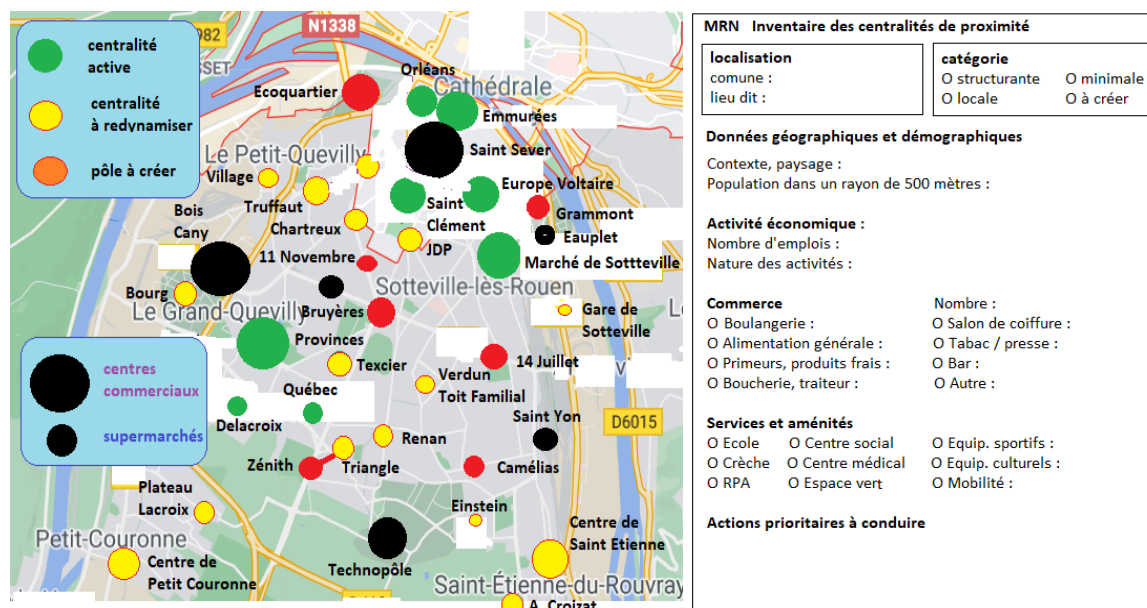 N1338
982
SSET
centralité
active
centralité
à redynamiser
pôle à créer
Orléans
Cathédrale
Ecoquartier
Emmurées
Saint Sever
Le Petit-Quevilly
Village
Europe Voltaire
Truffaut
Saint
Clément
Grammont
Bois
Cany
Chartreux
Eauplet
JDP
11 Novembre
Marché de Sottteville
Sotteville-lès-Rouen
Bourg
Le Grand-Quevilly
Bruyères
Gare de
Sotteville
Provinces
14 Juillet
Texcier
centres
commerciaux
supermarchés
Québec
Verdun
Toit Familial
V
Delacroix
Saint Yon
D6015
Renan
Zénith
Triangle
Camélias
Plateau
Lacroix
Einstein
Petit-Couronne
Centre de
Saint Etienne
Centre de
Petit Couronne
Technopôle
Saint-Étienne-du-Rouvray
A. Croizat
MRN Inventaire des centralités de proximité
localisation
comune :
lieu dit :
catégorie
O structurante O minimale
O locale O à créer
Données géographiques et démographiques
Contexte, paysage :
Population dans un rayon de 500 mètres :
Activité économique :
Nombre d'emplois :
Nature des activités :
Commerce Nombre :
O Boulangerie : O Salon de coiffure :
O Alimentation générale : O Tabac / presse :
O Primeurs, produits frais : O Bar :
O Boucherie, traiteur : O Autre :
Services et aménités
O Ecole O Centre social O Equip. sportifs :
O Crèche O Centre médical O Equip. culturels :
O RPA O Espace vert O Mobilité :
Actions prioritaires à conduire